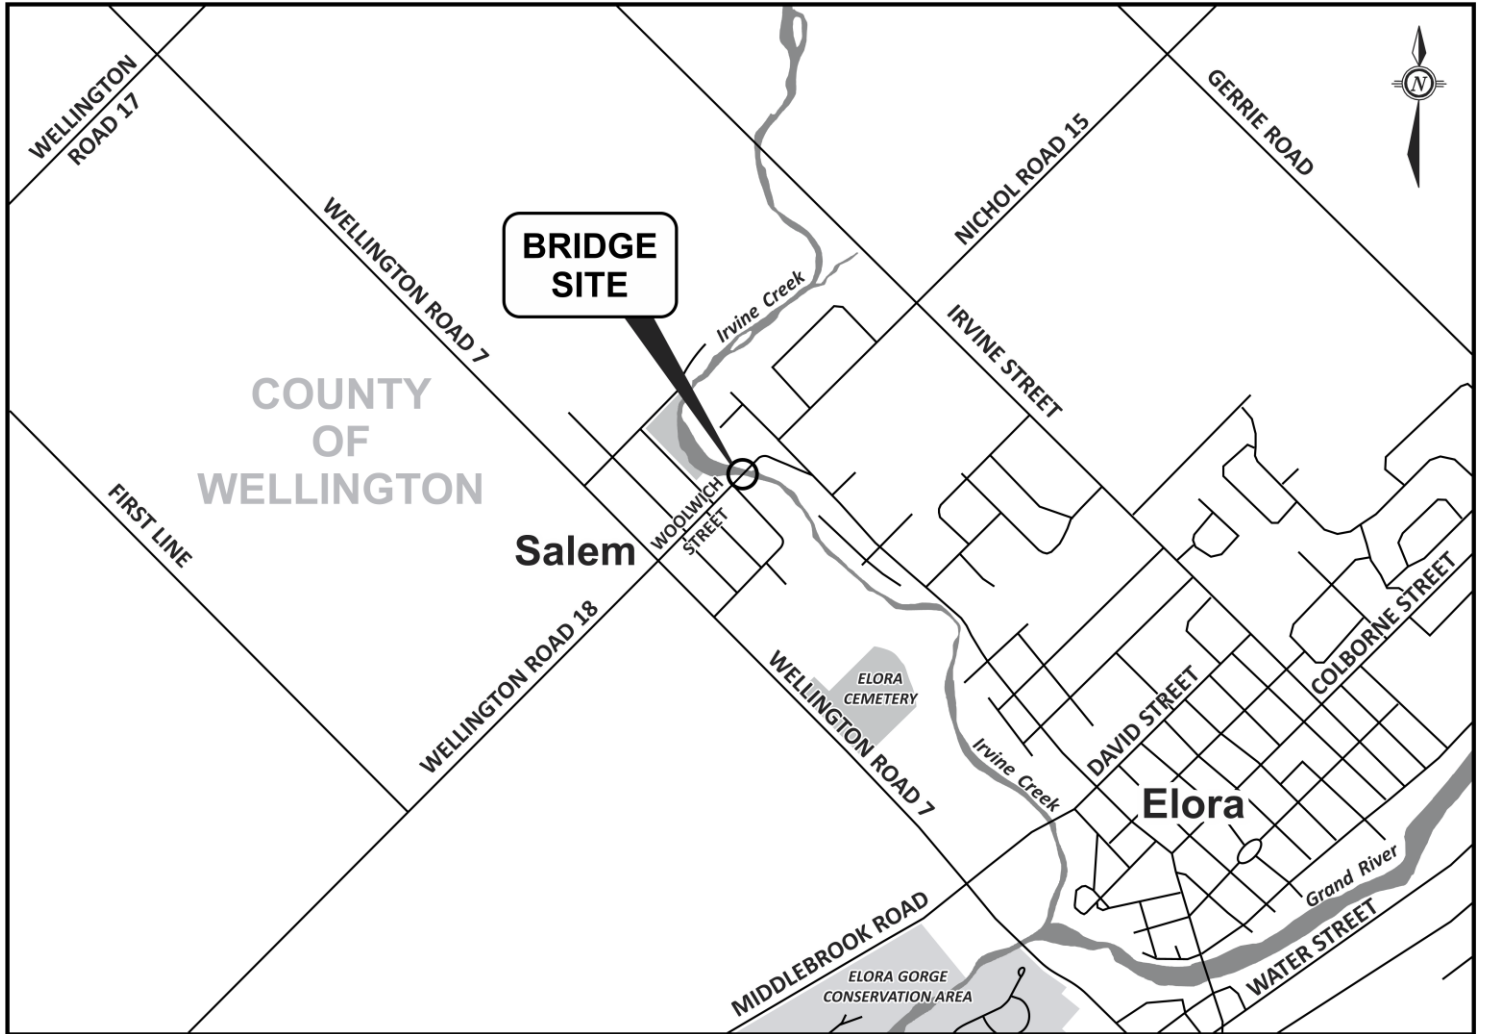 WELLINGTON
ROAD 17
GERRIE ROAD
N
NICHOL ROAD 15
WELLINGTON ROAD 7
BRIDGE
SITE
Irvine Creek
IRVINE STREET
COUNTY
OF
WELLINGTON
FIRST LINE
WOOLWICH
STREET
Salem
COLBORNE STREET
WELLINGTON ROAD 18
ELORA
CEMETERY
WELLINGTON ROAD 7
DAVID STREET
Irvine Creek
Elora
Grand River
MIDDLEBROOK ROAD
WATER STREET
ELORA GORGE
CONSERVATION AREA